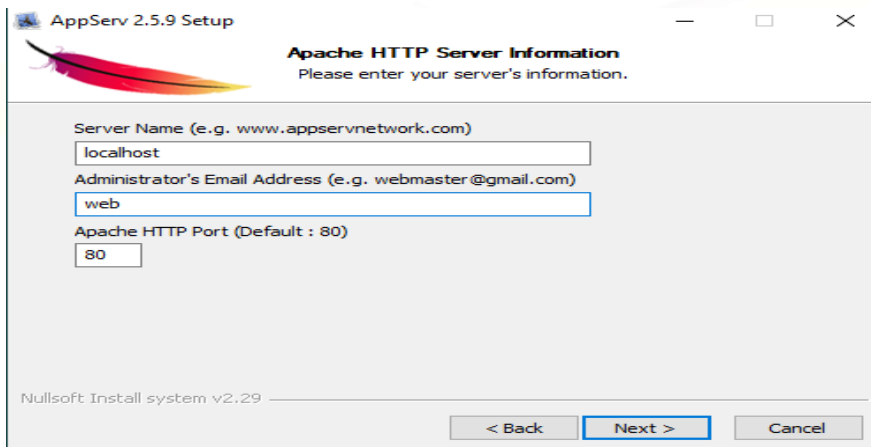 AppServ 2.5.9 Setup
Apache HTTP Server Information
Please enter your server's information.
Server Name (e.g. www.appservnetwork.com)
localhost
Administrator's Email Address (e.g. webmaster@gmail.com)
web
Apache HTTP Port (Default : 80)
80
Nullsoft Install system v2.29
< Back Next > Cancel